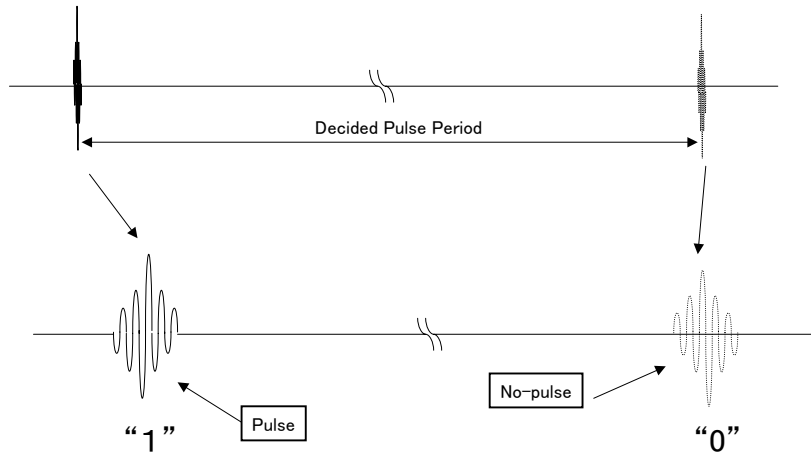 Decided Pulse Period
No-pulse
Pulse
“1”
“0”